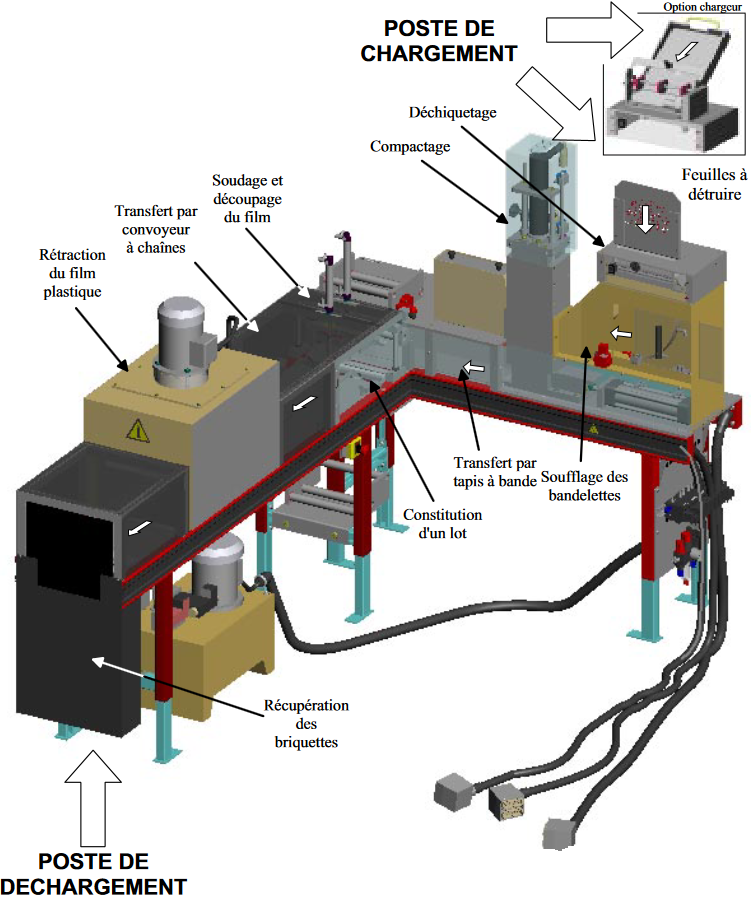 Option chargeur
POSTE DE
CHARGEMENT
Déchiquetage
Compactage
Feuilles à
détruire
Soudage et
découpage
du film
Transfert par
convoyeur
à chaînes
Rétraction
du film
plastique
Transfert par
tapis à bande
Soufflage des
bandelettes
Constitution
d'un lot
Récupération
des
briquettes
POSTE DE
DECHARGEMENT